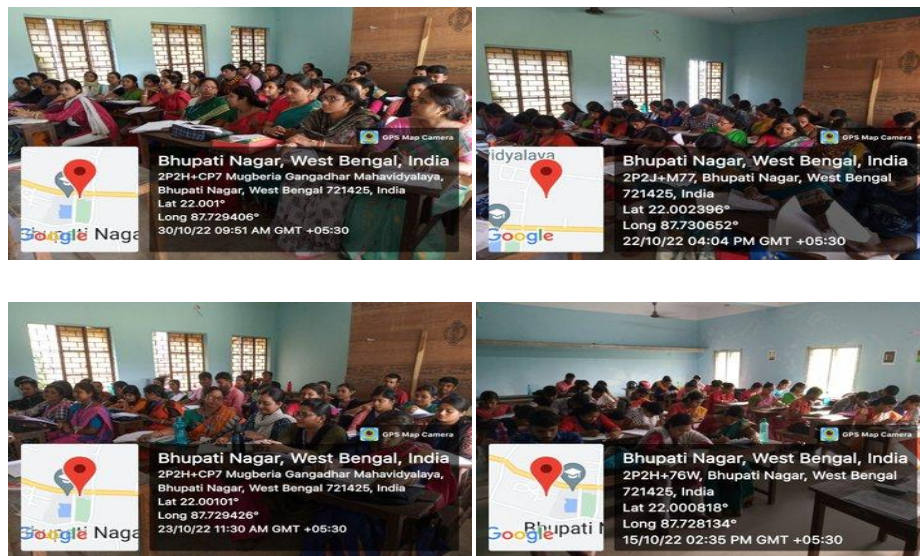 GPS Map Camera
Bhupati Nagar, West Bengal, India
2P2H+CP7 Mugberia Gangadhar Mahavidyalaya,
Bhupati Nagar, West Bengal 721425, India
Lat 22.001°
Long 87.729406°
30/10/22 09:51 AM GMT +05:30
Google
Naga
GPS Map Camera
idyalaya
Bhupati Nagar, West Bengal, India
2P2J+M77, Bhupati Nagar, West Bengal
721425, India
Lat 22.002396°
Long 87.730652°
22/10/22 04:04 PM GMT +05:30
Google
GPS Map Camera
Bhupati Nagar, West Bengal, India
2P2H+CP7 Mugberia Gangadhar Mahavidyalaya,
Bhupati Nagar, West Bengal 721425, India
Lat 22.00101°
Long 87.729426°
23/10/22 11:30 AM GMT +05:30
Google
Naga
GPS Map Camera
Bhupati Nagar, West Bengal, India
2P2H+76W, Bhupati Nagar, West Bengal
721425, India
Lat 22.000818°
Long 87.728134°
15/10/22 02:35 PM GMT +05:30
Google
Bhupati N